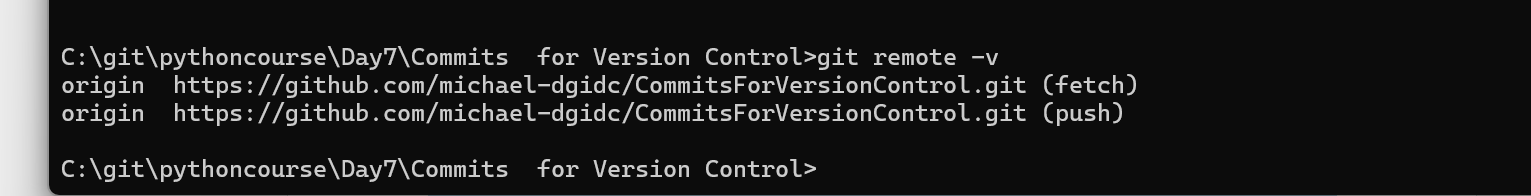 C:\git\pythoncourse\Day7\Commits  for Version Control>git remote -v
origin  https://github.com/michael-dgidc/CommitsForVersionControl.git (fetch)
origin  https://github.com/michael-dgidc/CommitsForVersionControl.git (push)
C:\git\pythoncourse\Day7\Commits  for Version Control>